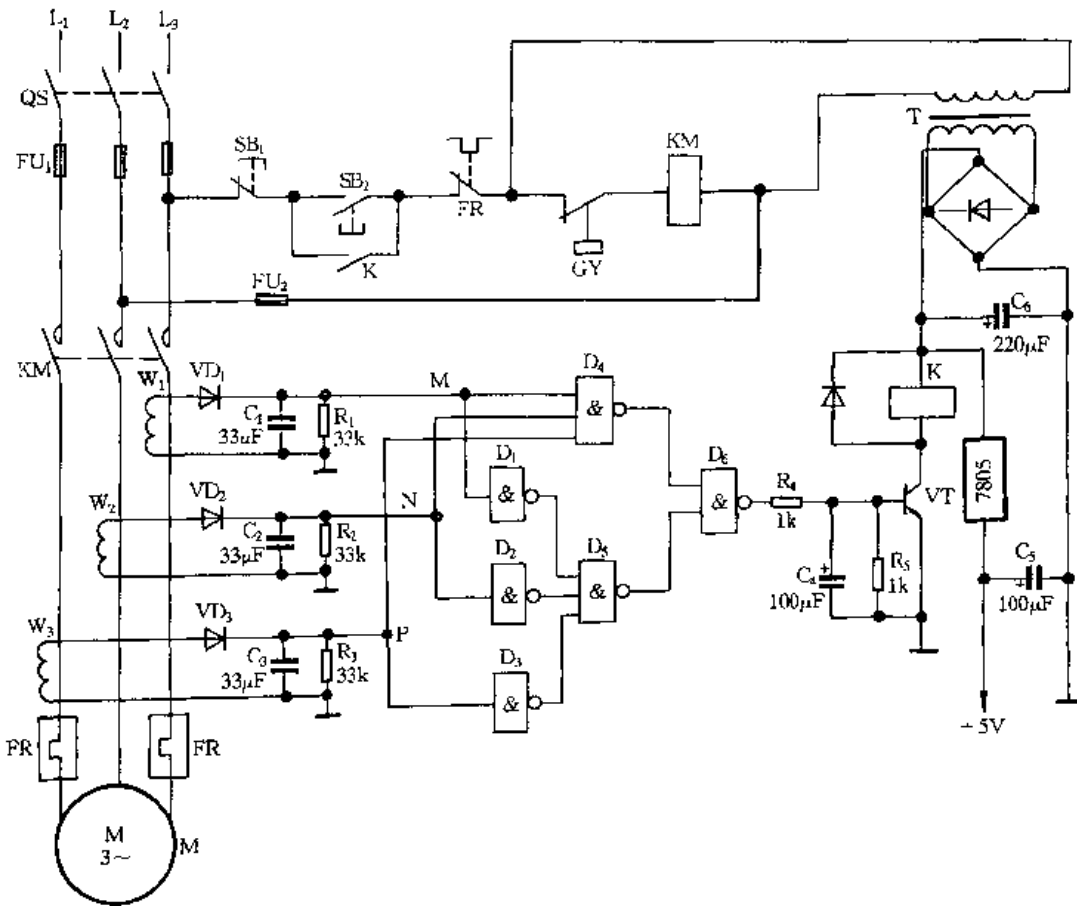 L₁ L₂ L₃
QS
FU₁
SB₁
SB₂
K
FR
GY
KM
T
FU₂
KM
W₁
VD₁
C₁
33μF
R₁
33k
M
D₄
&
W₂
VD₂
C₂
33μF
R₂
33k
N
D₁
&
D₂
&
D₅
&
D₆
&
R₄
1k
W₃
VD₃
C₃
33μF
R₃
33k
P
D₃
&
C₄
+
100μF
R₅
1k
VT
K
C₆
+
220μF
7805
C₅
+
100μF
+5V
FR
FR
M
3~
M